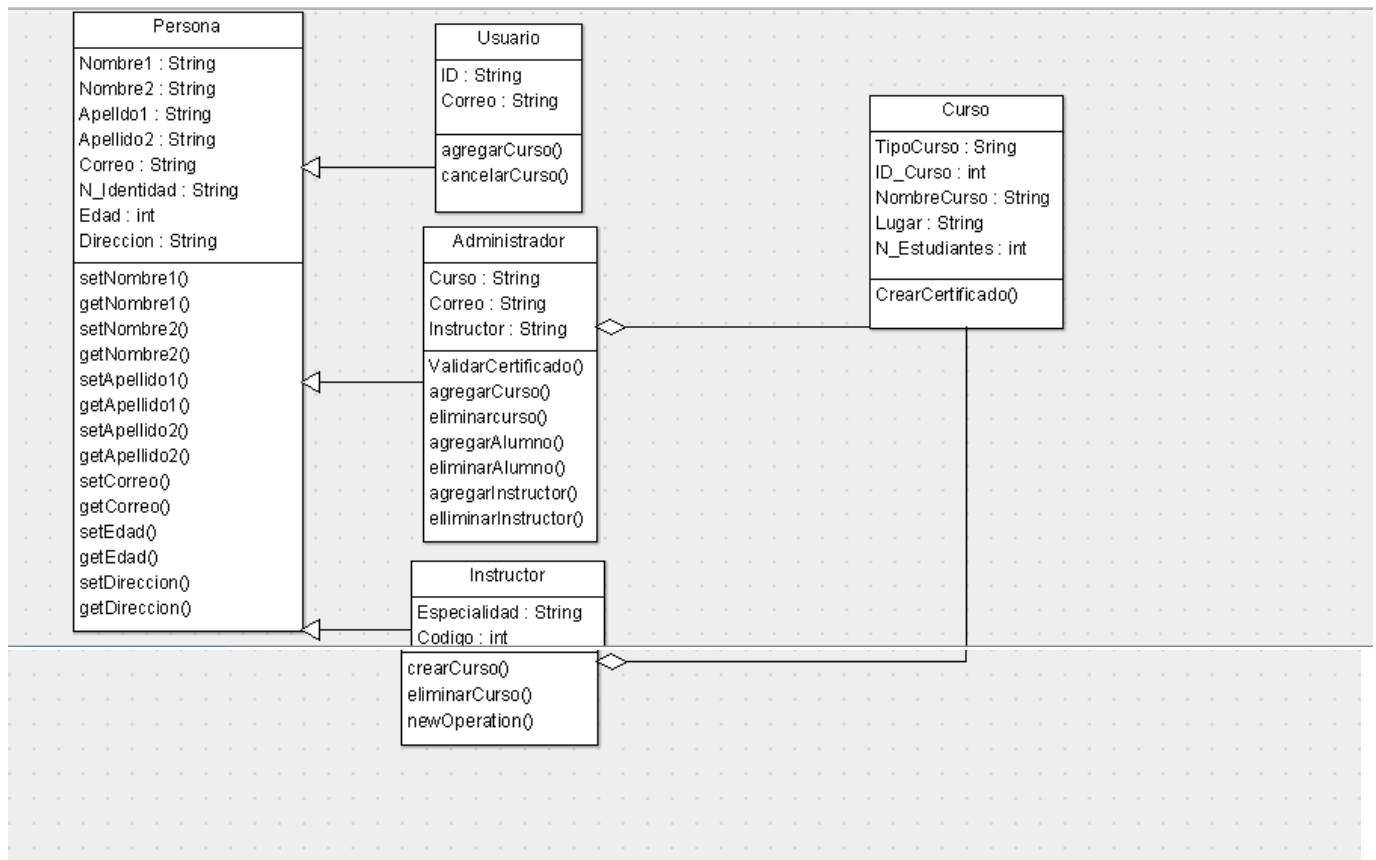 Persona
Nombre1 : String
Nombre2 : String
Apelldo1 : String
Apellido2 : String
Correo : String
N_Identidad : String
Edad : int
Direccion : String
setNombre1()
getNombre1()
setNombre2()
getNombre2()
setApellido1()
getApellido1()
setApellido2()
getApellido2()
setCorreo()
getCorreo()
setEdad()
getEdad()
setDireccion()
getDireccion()
Usuario
ID : String
Correo : String
agregarCurso()
cancelarCurso()
Administrador
Curso : String
Correo : String
Instructor : String
ValidarCertificado()
agregarCurso()
eliminarcurso()
agregarAlumno()
eliminarAlumno()
agregarInstructor()
elliminarInstructor()
Instructor
Especialidad : String
Codigo : int
crearCurso()
eliminarCurso()
newOperation()
Curso
TipoCurso : Sring
ID_Curso : int
NombreCurso : String
Lugar : String
N_Estudiantes : int
CrearCertificado()